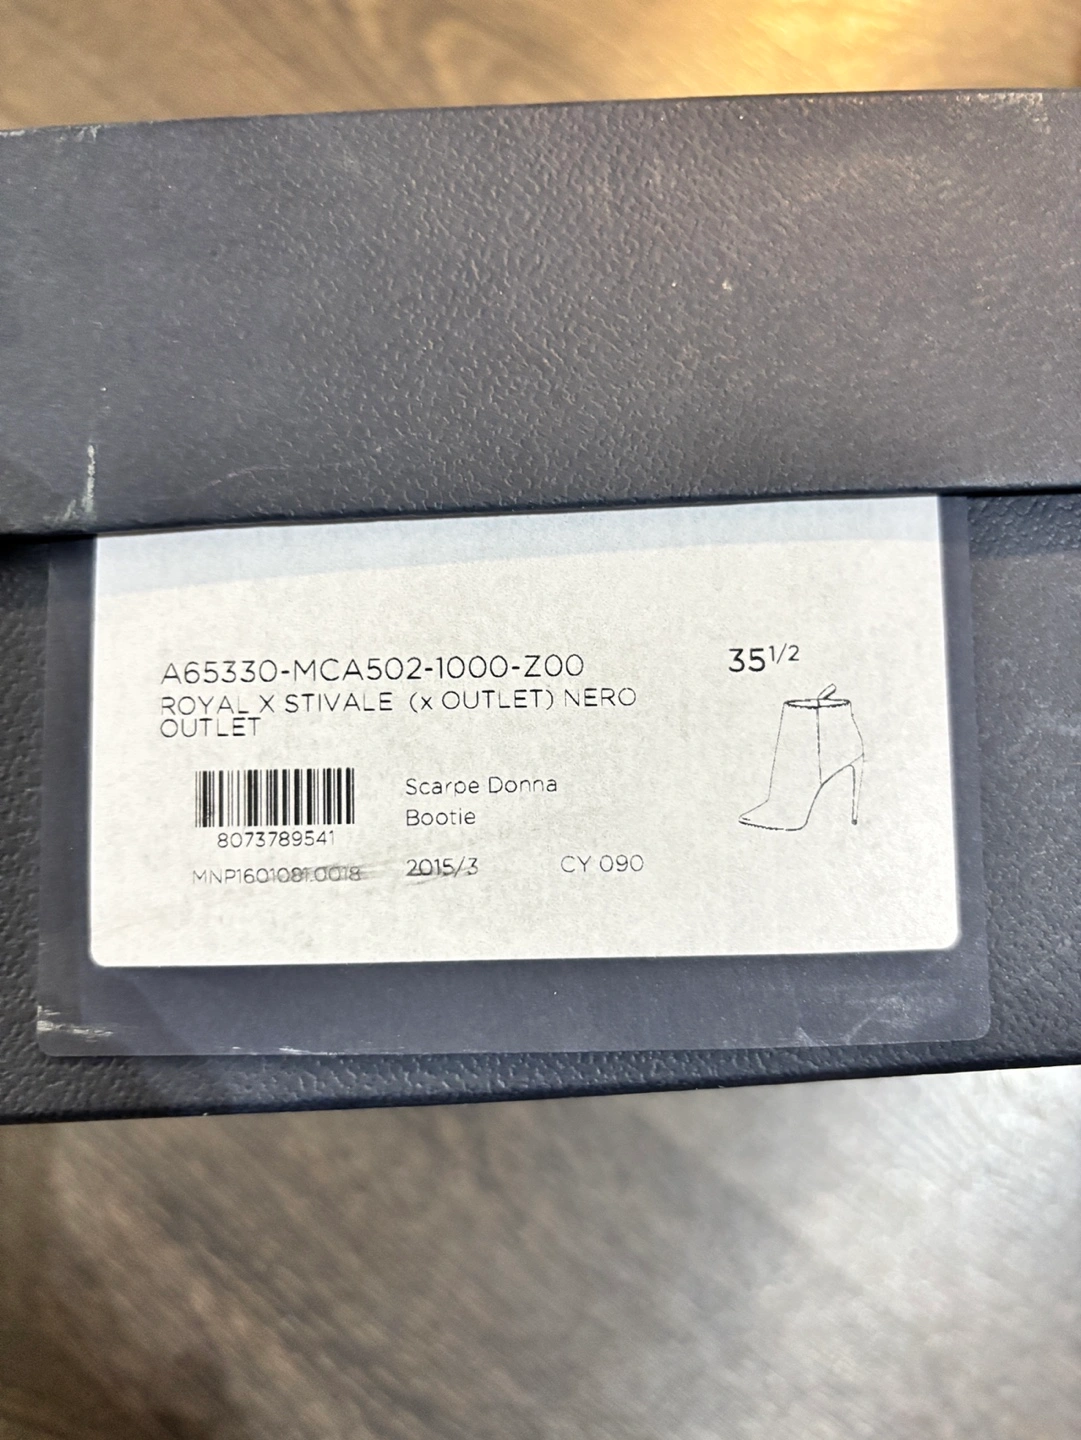 A65330-MCA502-1000-Z00
35 1/2
ROYAL X STIVALE (x OUTLET) NERO
OUTLET
Scarpe Donna
Bootie
8073789541
MNP1601081.0018
2015/3
CY 090